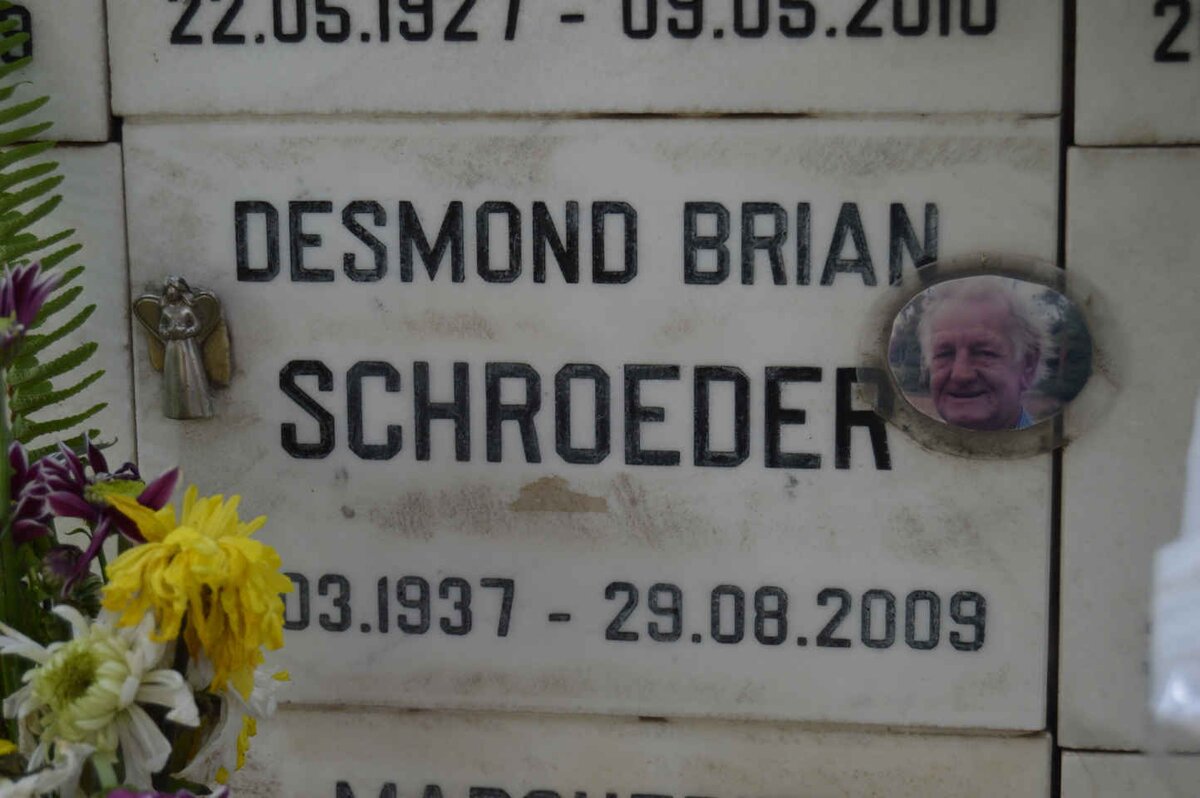 22.05.1927 - 09.05.2010
DESMOND BRIAN
SCHROEDER
03.1937 - 29.08.2009